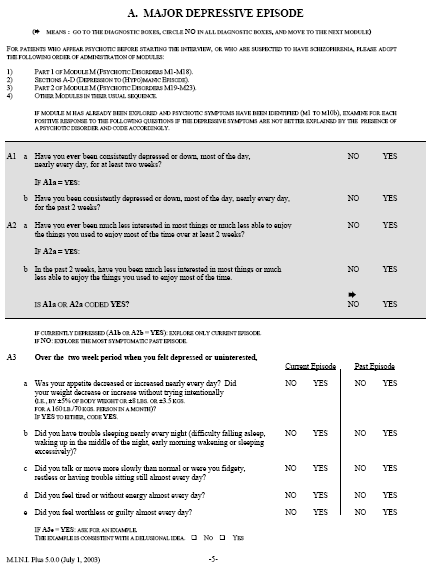 A. MAJOR DEPRESSIVE EPISODE
(➨ MEANS : GO TO THE DIAGNOSTIC BOXES, CIRCLE NO IN ALL DIAGNOSTIC BOXES, AND MOVE TO THE NEXT MODULE)
FOR PATIENTS WHO APPEAR PSYCHOTIC BEFORE STARTING THE INTERVIEW, OR WHO ARE SUSPECTED TO HAVE SCHIZOPHRENIA, PLEASE ADOPT
THE FOLLOWING ORDER OF ADMINISTRATION OF MODULES:
1) PART 1 OF MODULE M (PSYCHOTIC DISORDERS M1-M18).
2) SECTIONS A-D (DEPRESSION TO (HYPO)MANIC EPISODE).
3) PART 2 OF MODULE M (PSYCHOTIC DISORDERS M19-M23).
4) OTHER MODULES IN THEIR USUAL SEQUENCE.
IF MODULE M HAS ALREADY BEEN EXPLORED AND PSYCHOTIC SYMPTOMS HAVE BEEN IDENTIFIED (M1 TO M10b), EXAMINE FOR EACH
POSITIVE RESPONSE TO THE FOLLOWING QUESTIONS IF THE DEPRESSIVE SYMPTOMS ARE NOT BETTER EXPLAINED BY THE PRESENCE OF
A PSYCHOTIC DISORDER AND CODE ACCORDINGLY.
A1 a Have you ever been consistently depressed or down, most of the day, NO YES
nearly every day, for at least two weeks?
IF A1a = YES:
b Have you been consistently depressed or down, most of the day, nearly every day, NO YES
for the past 2 weeks?
A2 a Have you ever been much less interested in most things or much less able to enjoy NO YES
the things you used to enjoy most of the time over at least 2 weeks?
IF A2a = YES:
b In the past 2 weeks, have you been much less interested in most things or much NO YES
less able to enjoy the things you used to enjoy most of the time.
➨
IS A1a OR A2a CODED YES? NO YES
IF CURRENTLY DEPRESSED (A1b OR A2b = YES): EXPLORE ONLY CURRENT EPISODE.
IF NO: EXPLORE THE MOST SYMPTOMATIC PAST EPISODE.
A3 Over the two week period when you felt depressed or uninterested,
Current Episode Past Episode
a Was your appetite decreased or increased nearly every day? Did NO YES NO YES
your weight decrease or increase without trying intentionally
(I.E., BY ±5% OF BODY WEIGHT OR ±8 LBS. OR ±3.5 KGS.
FOR A 160 LB./70 KGS. PERSON IN A MONTH)?
IF YES TO EITHER, CODE YES.
b Did you have trouble sleeping nearly every night (difficulty falling asleep, NO YES NO YES
waking up in the middle of the night, early morning wakening or sleeping
excessively)?
c Did you talk or move more slowly than normal or were you fidgety, NO YES NO YES
restless or having trouble sitting still almost every day?
d Did you feel tired or without energy almost every day? NO YES NO YES
e Did you feel worthless or guilty almost every day? NO YES NO YES
IF A3e = YES: ASK FOR AN EXAMPLE.
THE EXAMPLE IS CONSISTENT WITH A DELUSIONAL IDEA. ☐ NO ☐ YES
M.I.N.I. Plus 5.0.0 (July 1, 2003) -5-